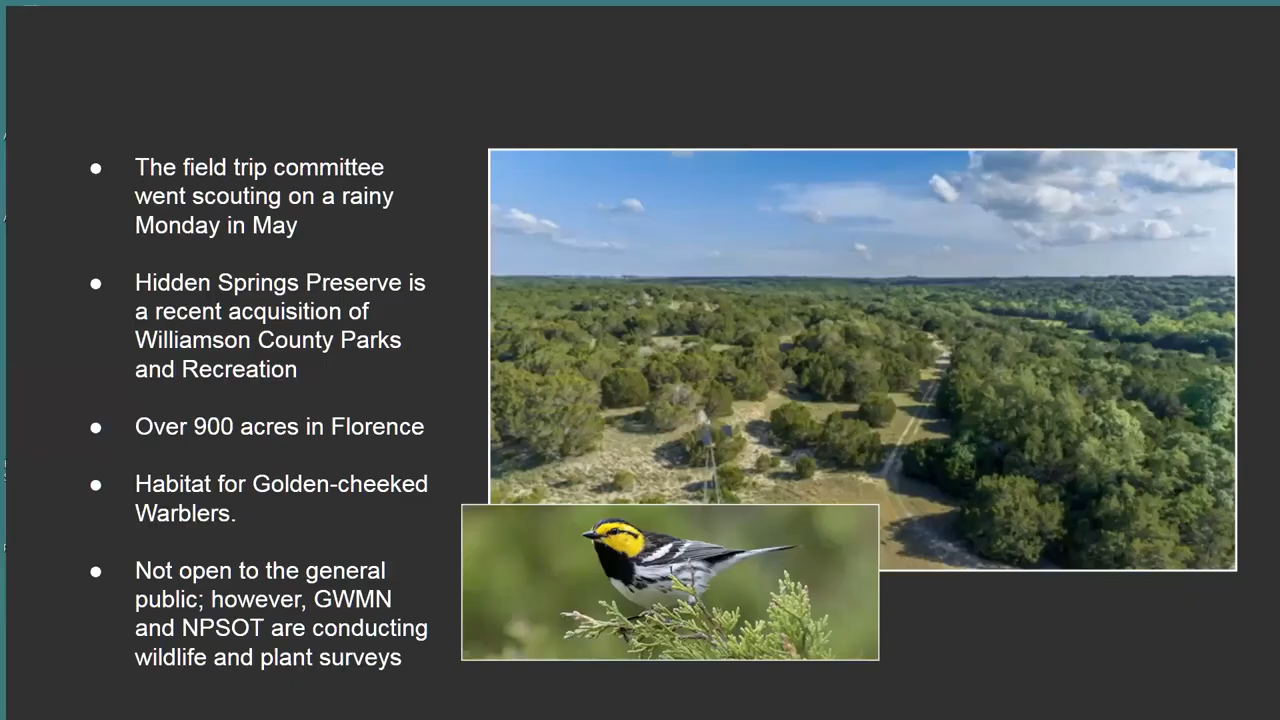 ● The field trip committee
went scouting on a rainy
Monday in May
● Hidden Springs Preserve is
a recent acquisition of
Williamson County Parks
and Recreation
● Over 900 acres in Florence
● Habitat for Golden-cheeked
Warblers.
● Not open to the general
public; however, GWMN
and NPSOT are conducting
wildlife and plant surveys